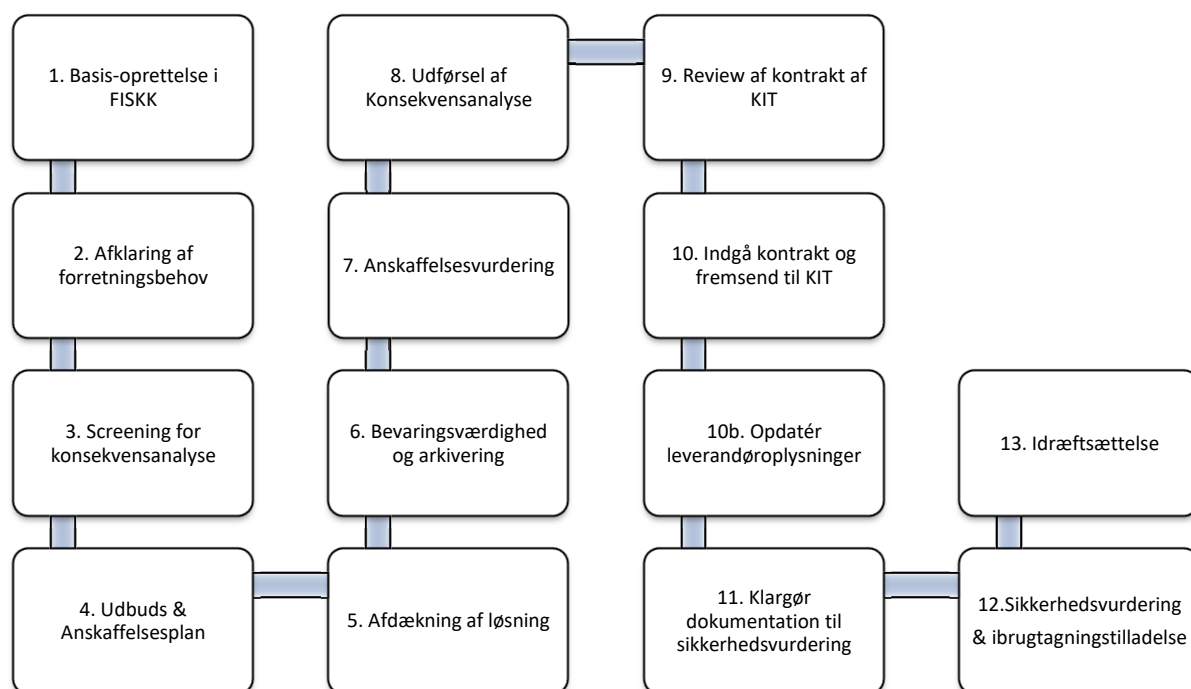 1. Basis-oprettelse i
FISKK
2. Afklaring af
forretningsbehov
3. Screening for
konsekvensanalyse
4. Udbuds &
Anskaffelsesplan
5. Afdækning af løsning
6. Bevaringsværdighed
og arkivering
7. Anskaffelsesvurdering
8. Udførsel af
Konsekvensanalyse
9. Review af kontrakt af
KIT
10. Indgå kontrakt og
fremsend til KIT
10b. Opdatér
leverandøroplysninger
11. Klargør
dokumentation til
sikkerhedsvurdering
12.Sikkerhedsvurdering
& ibrugtagningstilladelse
13. Idræftsættelse